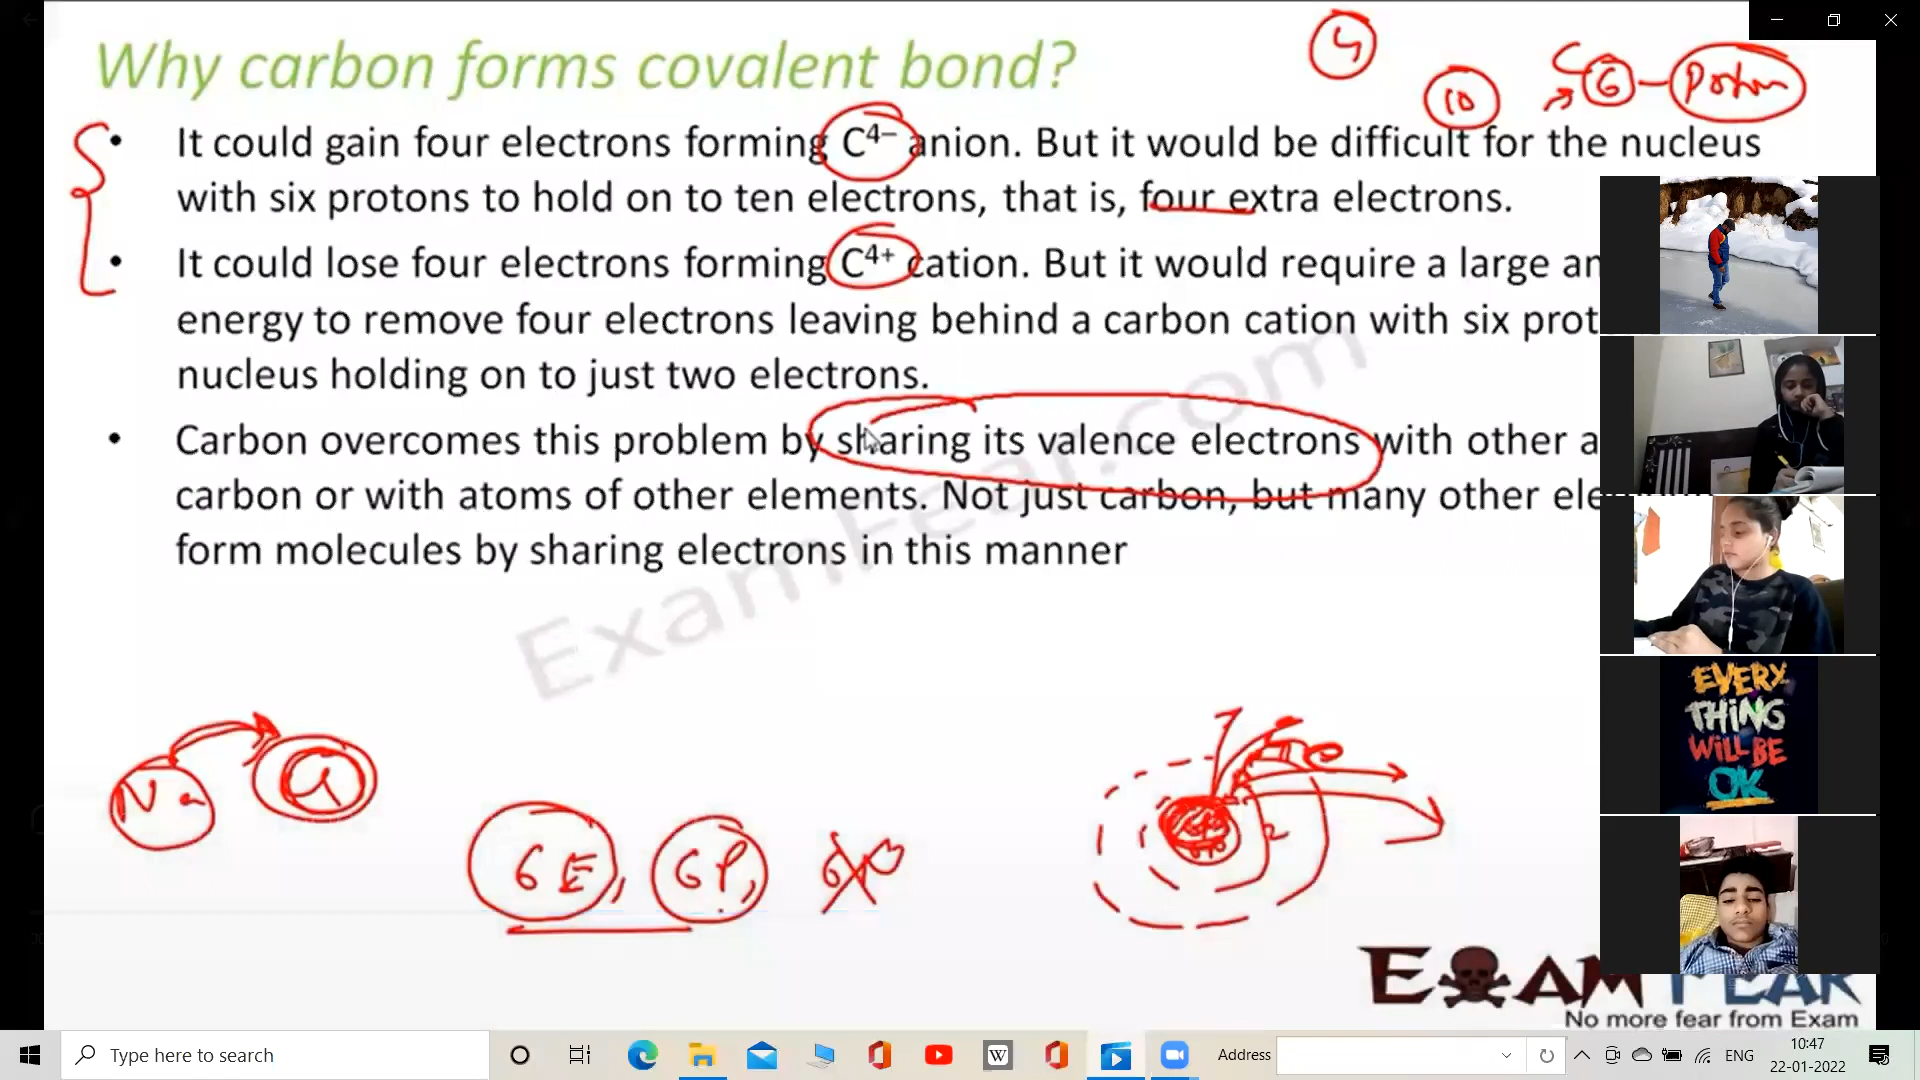 Why carbon forms covalent bond?
4
10
6 - Proton
• It could gain four electrons forming C4– anion. But it would be difficult for the nucleus
with six protons to hold on to ten electrons, that is, four extra electrons.
• It could lose four electrons forming C4+ cation. But it would require a large
energy to remove four electrons leaving behind a carbon cation with six
nucleus holding on to just two electrons.
• Carbon overcomes this problem by sharing its valence electrons with other
carbon or with atoms of other elements. Not just carbon, but many other
form molecules by sharing electrons in this manner
ExamFear.com
EVERY
THING
WILL BE
OK
Na
6 E, 6 P,
EXAM FEAR
No more fear from Exam
Type here to search
Address
ENG
10:47
22-01-2022